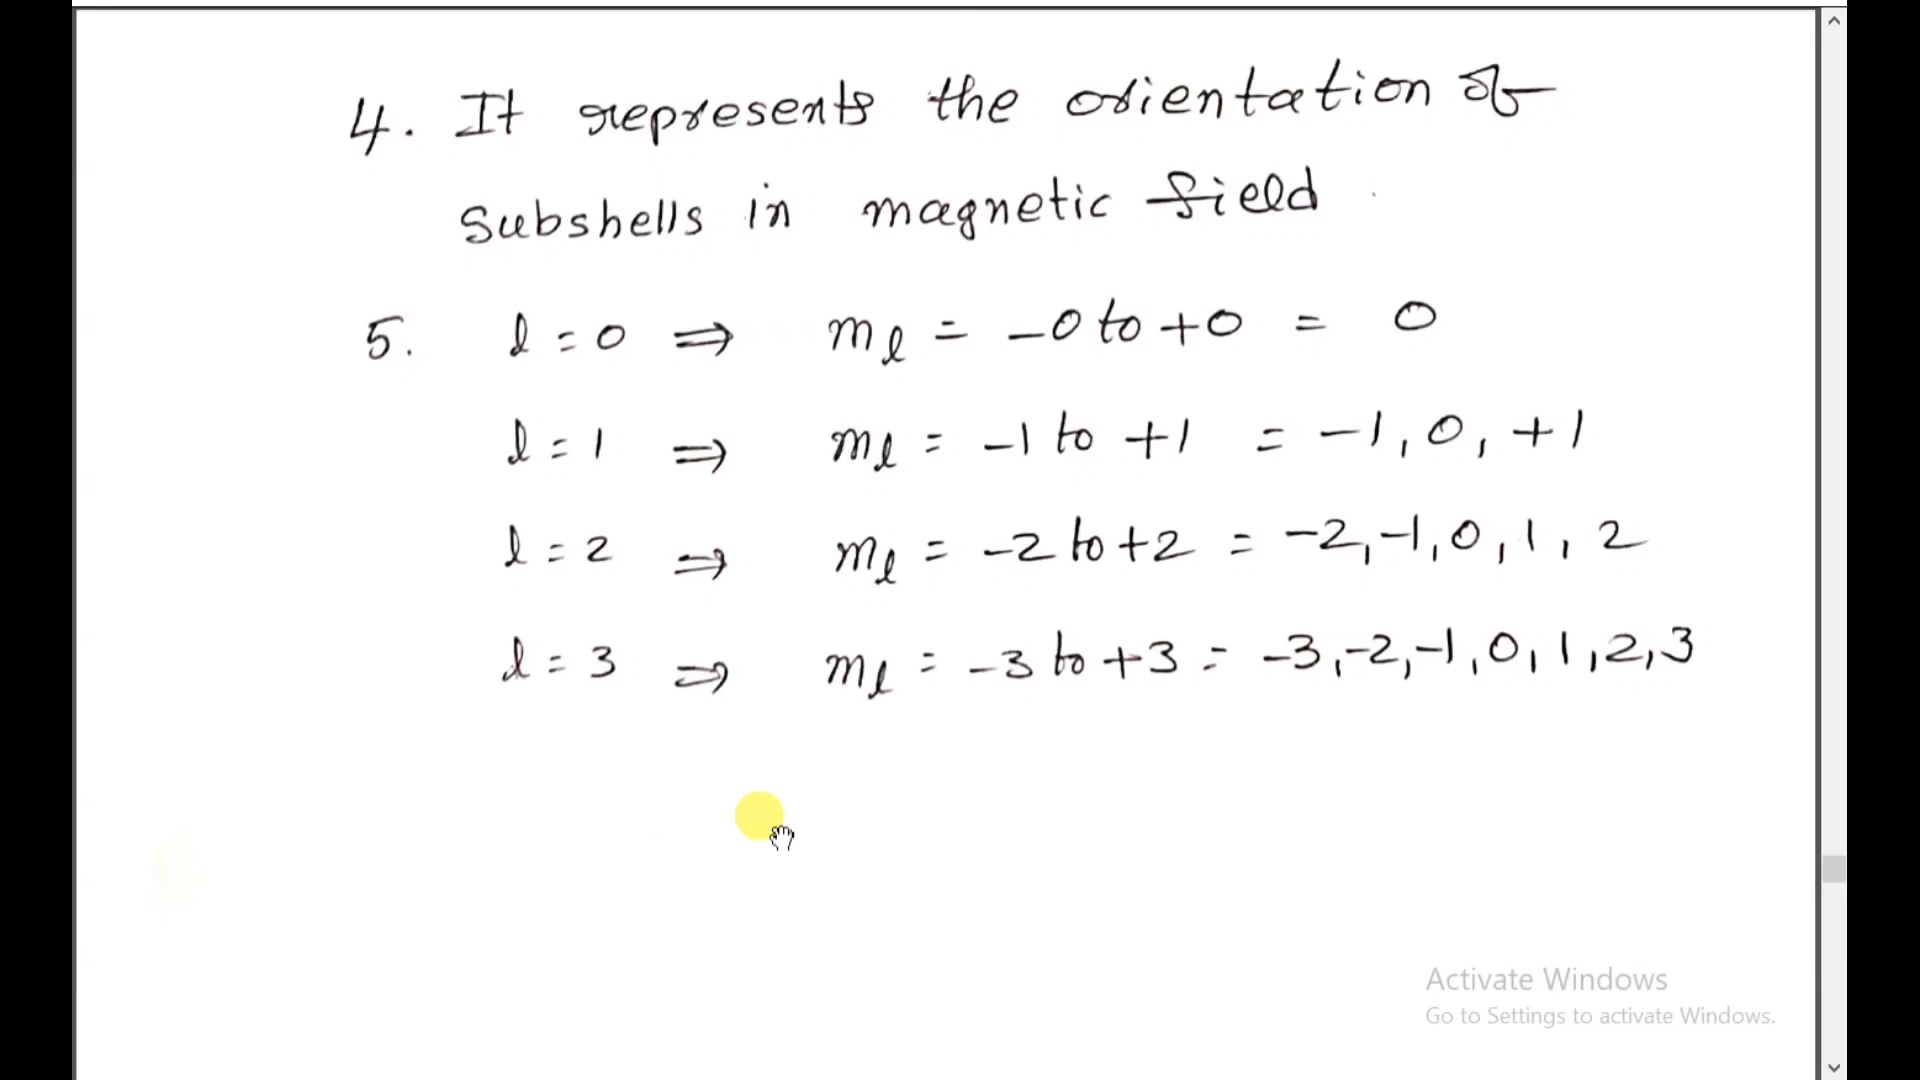 4. It represents the orientation of
Subshells in magnetic field
5. l = 0 ⇒ ml = -0 to +0 = 0
l = 1 ⇒ ml = -1 to +1 = -1, 0, +1
l = 2 ⇒ ml = -2 to +2 = -2, -1, 0, 1, 2
l = 3 ⇒ ml = -3 to +3 = -3, -2, -1, 0, 1, 2, 3
Activate Windows
Go to Settings to activate Windows.